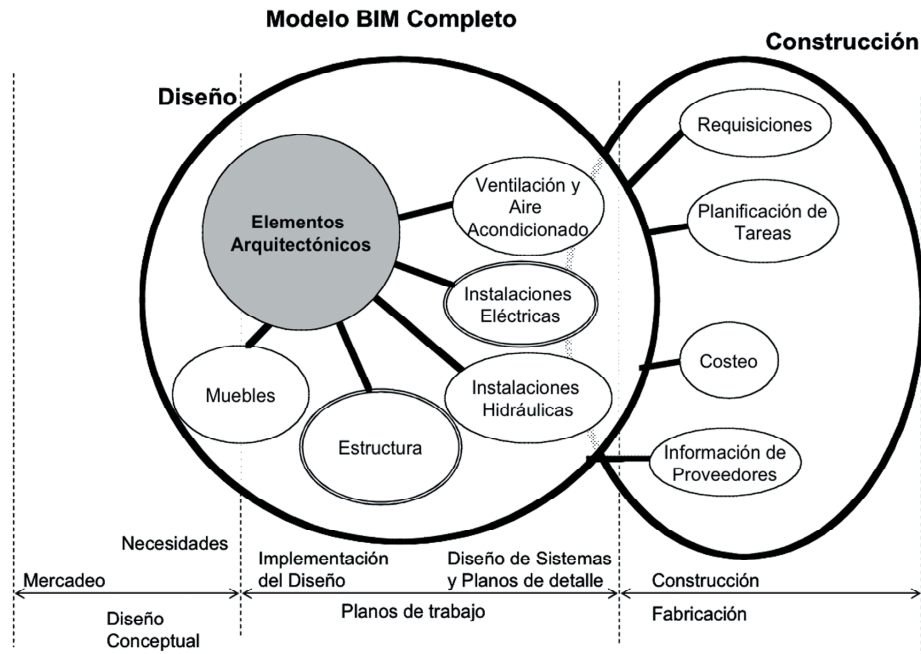 Modelo BIM Completo
Construcción
Diseño
Elementos
Arquitectónicos
Ventilación y
Aire
Acondicionado
Instalaciones
Eléctricas
Instalaciones
Hidráulicas
Muebles
Estructura
Requisiciones
Planificación de
Tareas
Costeo
Información de
Proveedores
Necesidades
Mercadeo
Diseño
Conceptual
Implementación
del Diseño
Diseño de Sistemas
y Planos de detalle
Planos de trabajo
Construcción
Fabricación